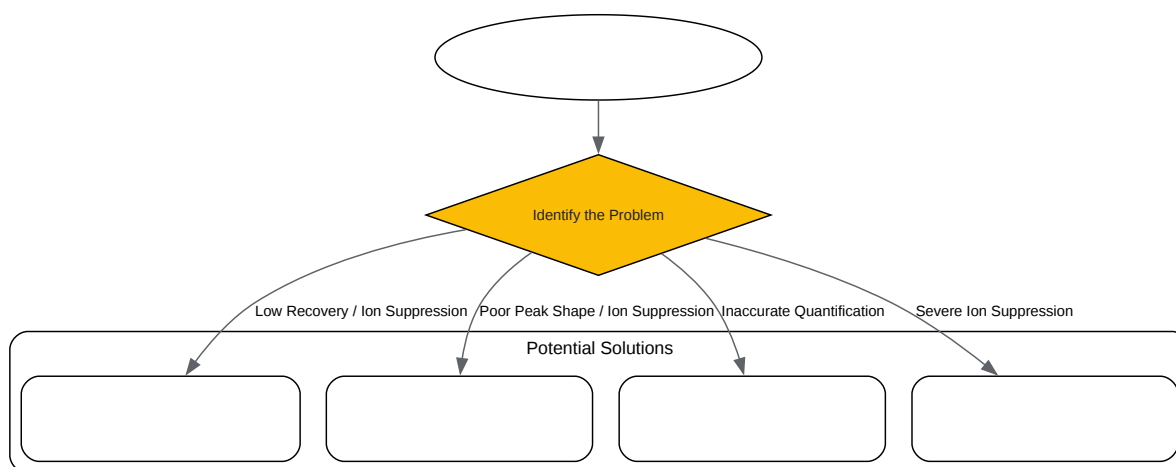 Identify the Problem
Low Recovery / Ion Suppression
Poor Peak Shape / Ion Suppression
Inaccurate Quantification
Severe Ion Suppression
Potential Solutions